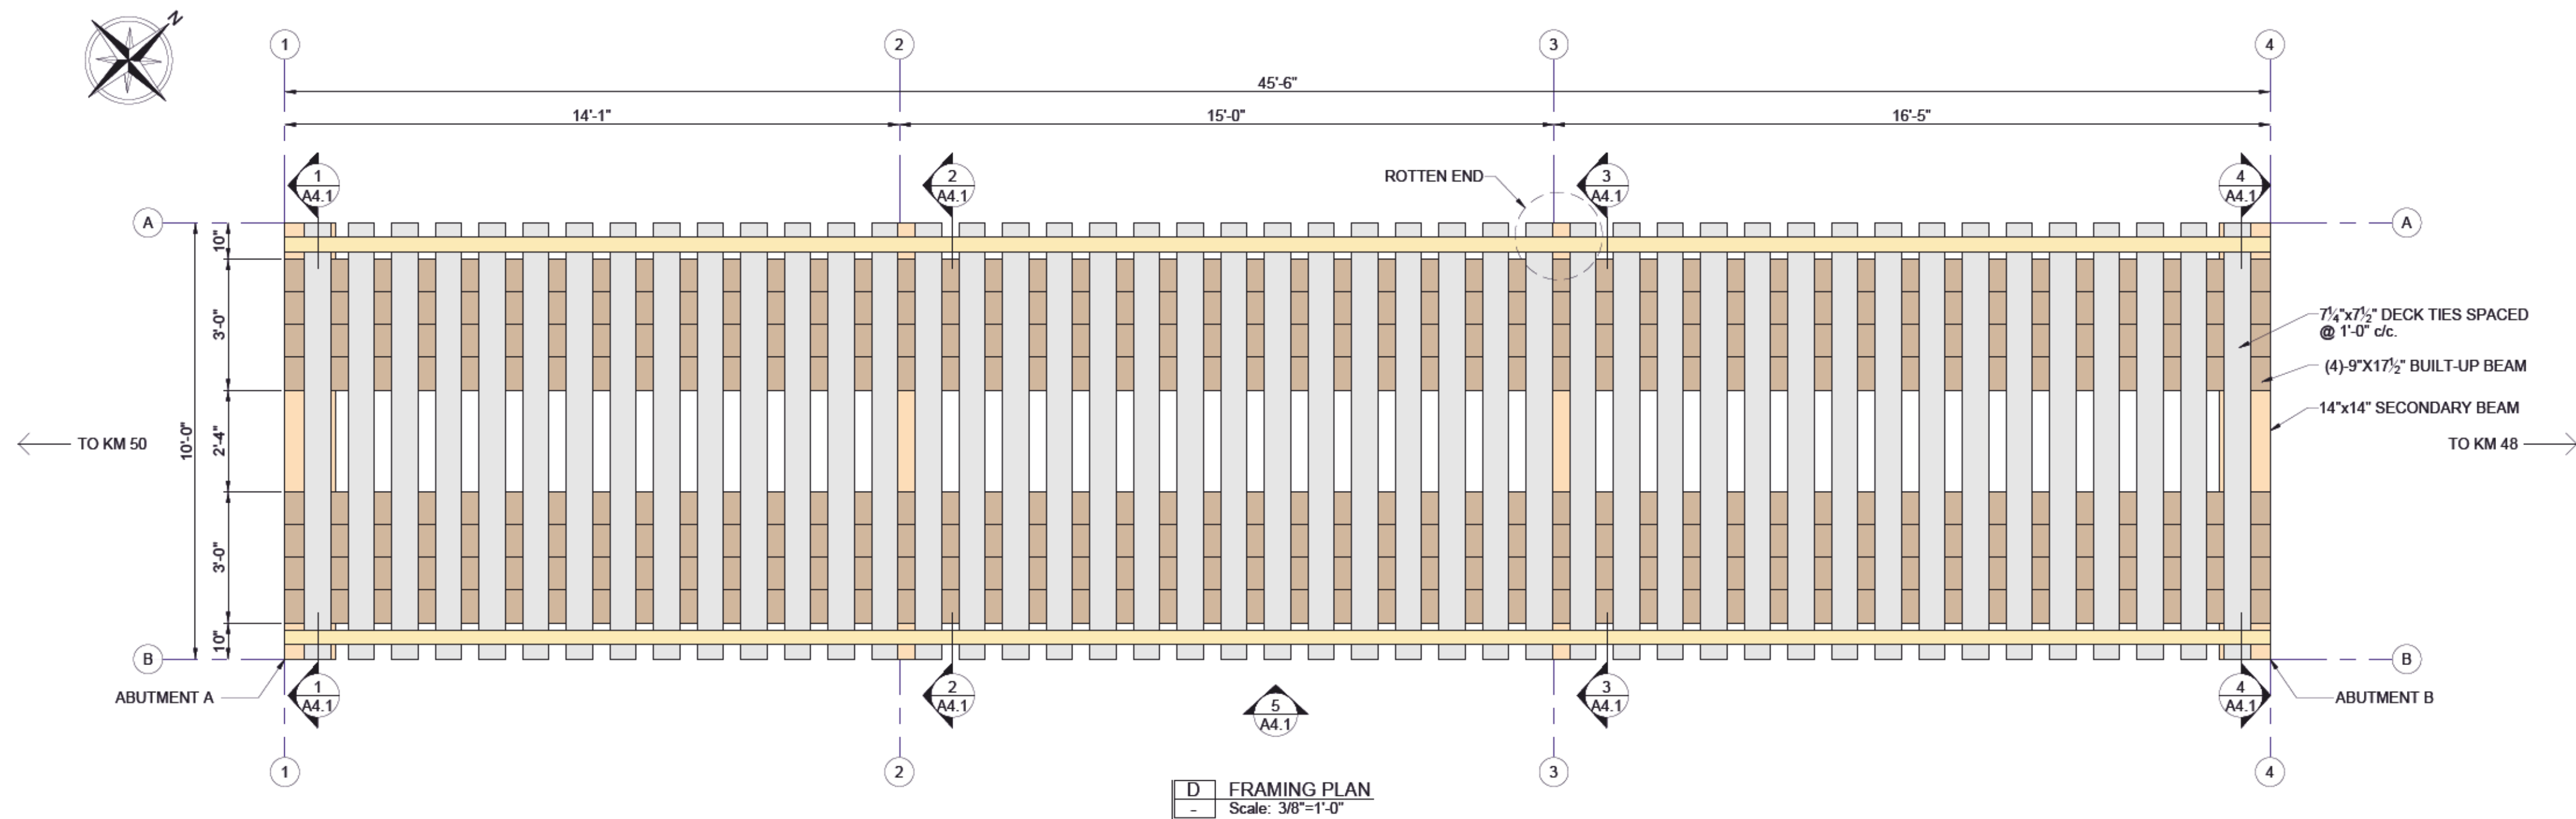 N
1
2
3
4
45'-6"
14'-1"
15'-0"
16'-5"
1
A4.1
2
A4.1
ROTTEN END
3
A4.1
4
A4.1
A
A
10"
3'-0"
7¼"x7½" DECK TIES SPACED
@ 1'-0" c/c.
(4)-9"X17½" BUILT-UP BEAM
14"x14" SECONDARY BEAM
TO KM 50
10'-0"
2'-4"
TO KM 48
3'-0"
10"
B
B
ABUTMENT A
1
A4.1
2
A4.1
5
A4.1
3
A4.1
4
A4.1
ABUTMENT B
1
2
3
4
D
-
FRAMING PLAN
Scale: 3/8"=1'-0"